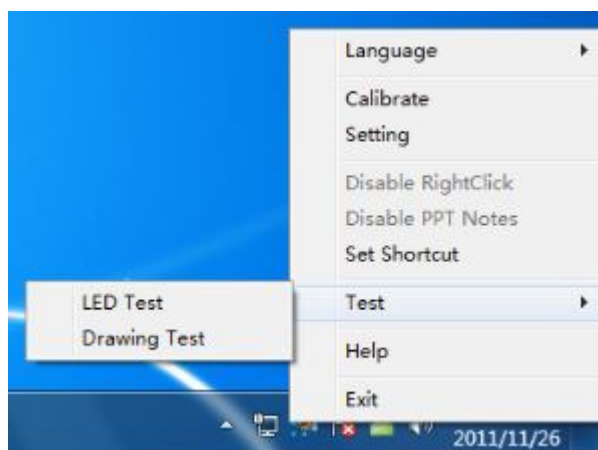 Language
Calibrate
Setting
Disable RightClick
Disable PPT Notes
Set Shortcut
Test
LED Test
Drawing Test
Help
Exit
2011/11/26